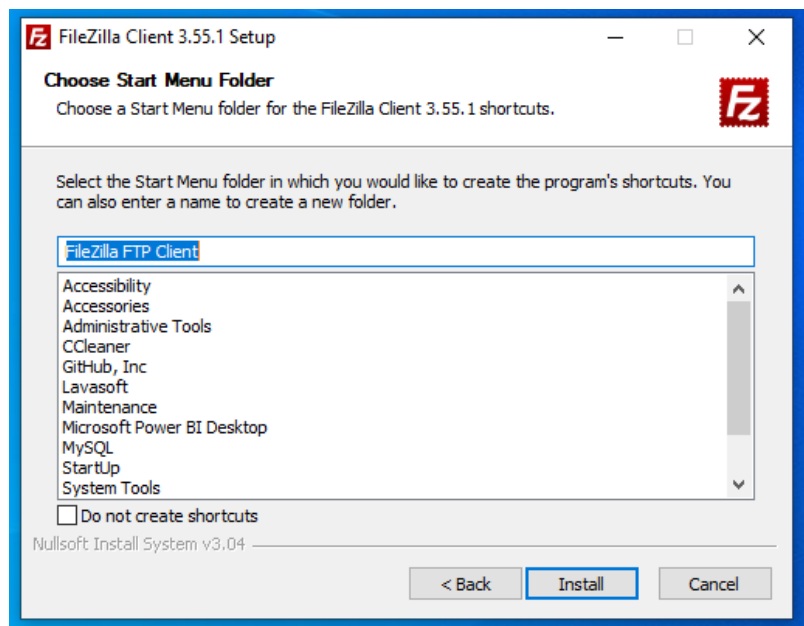 FileZilla Client 3.55.1 Setup
Choose Start Menu Folder
Choose a Start Menu folder for the FileZilla Client 3.55.1 shortcuts.
Fz
Select the Start Menu folder in which you would like to create the program's shortcuts. You
can also enter a name to create a new folder.
FileZilla FTP Client
Accessibility
Accessories
Administrative Tools
CCleaner
GitHub, Inc
Lavasoft
Maintenance
Microsoft Power BI Desktop
MySQL
StartUp
System Tools
Do not create shortcuts
Nullsoft Install System v3.04
< Back Install Cancel